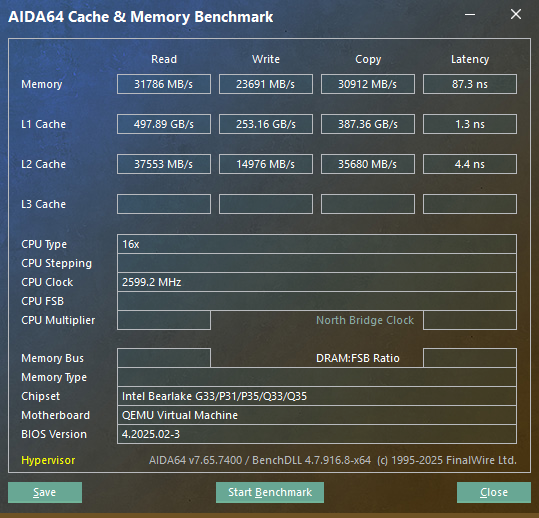 AIDA64 Cache & Memory Benchmark
Read Write Copy Latency
Memory 31786 MB/s 23691 MB/s 30912 MB/s 87.3 ns
L1 Cache 497.89 GB/s 253.16 GB/s 387.36 GB/s 1.3 ns
L2 Cache 37553 MB/s 14976 MB/s 35680 MB/s 4.4 ns
L3 Cache
CPU Type 16x
CPU Stepping
CPU Clock 2599.2 MHz
CPU FSB
CPU Multiplier North Bridge Clock
Memory Bus DRAM:FSB Ratio
Memory Type
Chipset Intel Bearlake G33/P31/P35/Q33/Q35
Motherboard QEMU Virtual Machine
BIOS Version 4.2025.02-3
Hypervisor AIDA64 v7.65.7400 / BenchDLL 4.7.916.8-x64 (c) 1995-2025 FinalWire Ltd.
Save Start Benchmark Close